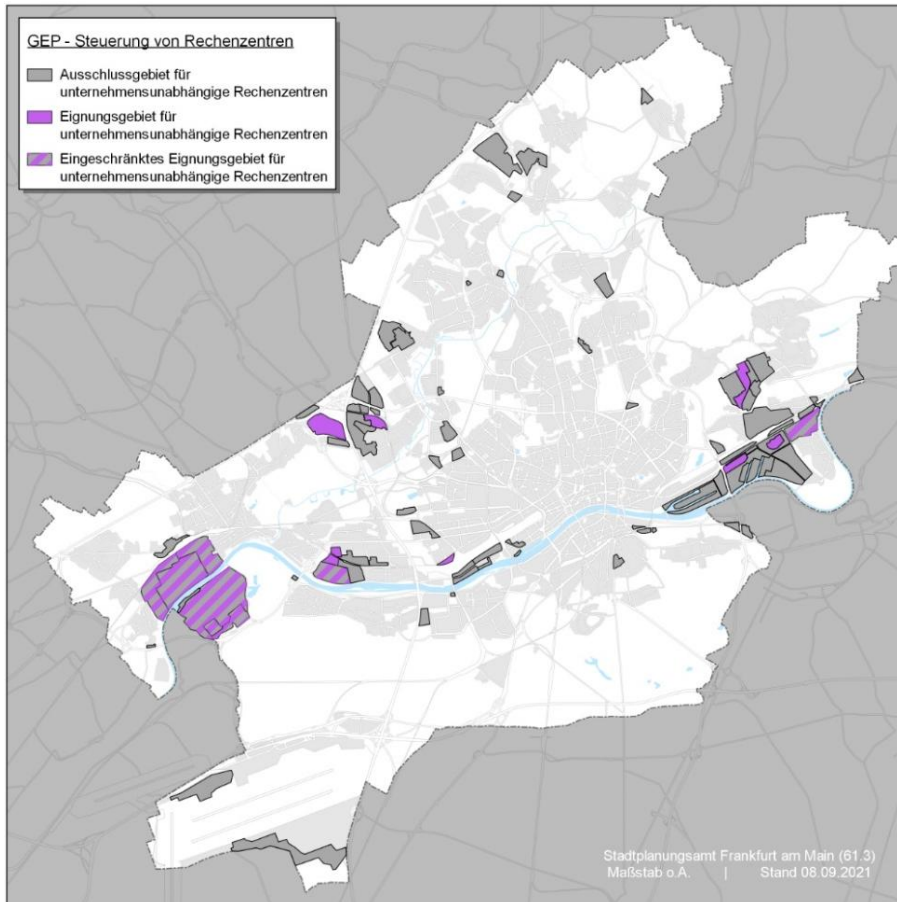 GEP - Steuerung von Rechenzentren
Ausschlussgebiet für
unternehmensunabhängige Rechenzentren
Eignungsgebiet für
unternehmensunabhängige Rechenzentren
Eingeschränktes Eignungsgebiet für
unternehmensunabhängige Rechenzentren
Stadtplanungsamt Frankfurt am Main (61.3)
Maßstab o.A. | Stand 08.09.2021